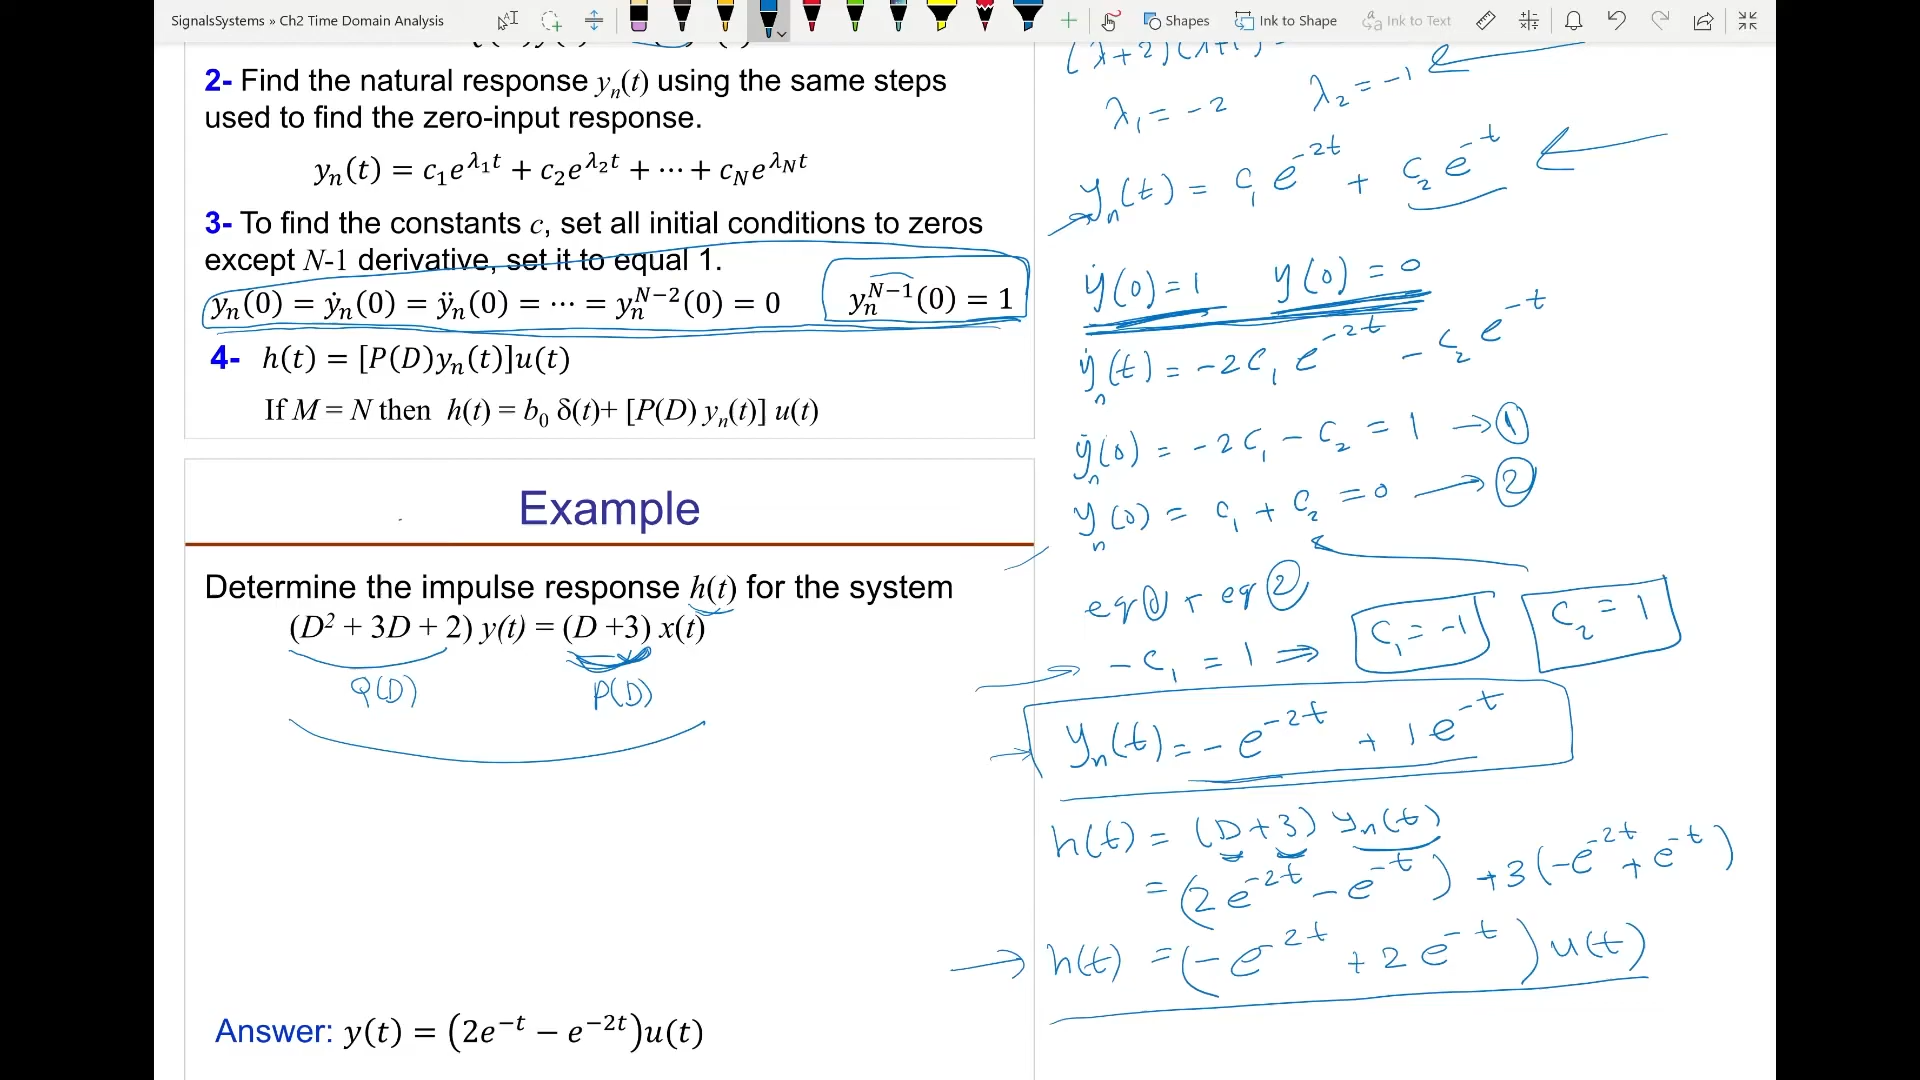 SignalsSystems » Ch2 Time Domain Analysis
Shapes
Ink to Shape
Ink to Text
2- Find the natural response yₙ(t) using the same steps
used to find the zero-input response.
yₙ(t) = c₁e^{λ₁t} + c₂e^{λ₂t} + ⋯ + c_N e^{λ_N t}
3- To find the constants c, set all initial conditions to zeros
except N-1 derivative, set it to equal 1.
yₙ(0) = ẏₙ(0) = ÿₙ(0) = ⋯ = yₙ^{N−2}(0) = 0 yₙ^{N−1}(0) = 1
4- h(t) = [P(D)yₙ(t)]u(t)
If M = N then h(t) = b₀ δ(t)+ [P(D) yₙ(t)] u(t)
Example
Determine the impulse response h(t) for the system
(D² + 3D + 2) y(t) = (D +3) x(t)
Q(D) P(D)
Answer: y(t) = (2e^{−t} − e^{−2t})u(t)
(λ+2)(λ+1) =
λ₁ = -2 λ₂ = -1
yₙ(t) = c₁ e^{-2t} + c₂ e^{-t}
ẏ(0) = 1 y(0) = 0
ẏₙ(t) = -2c₁ e^{-2t} - c₂ e^{-t}
ẏₙ(0) = -2c₁ - c₂ = 1 → ①
yₙ(0) = c₁ + c₂ = 0 → ②
eq① + eq②
-c₁ = 1 ⇒ c₁ = -1 c₂ = 1
yₙ(t) = - e^{-2t} + 1e^{-t}
h(t) = (D+3) yₙ(t)
= (2e^{-2t} - e^{-t}) + 3(-e^{-2t} + e^{-t})
h(t) = (-e^{-2t} + 2e^{-t}) u(t)